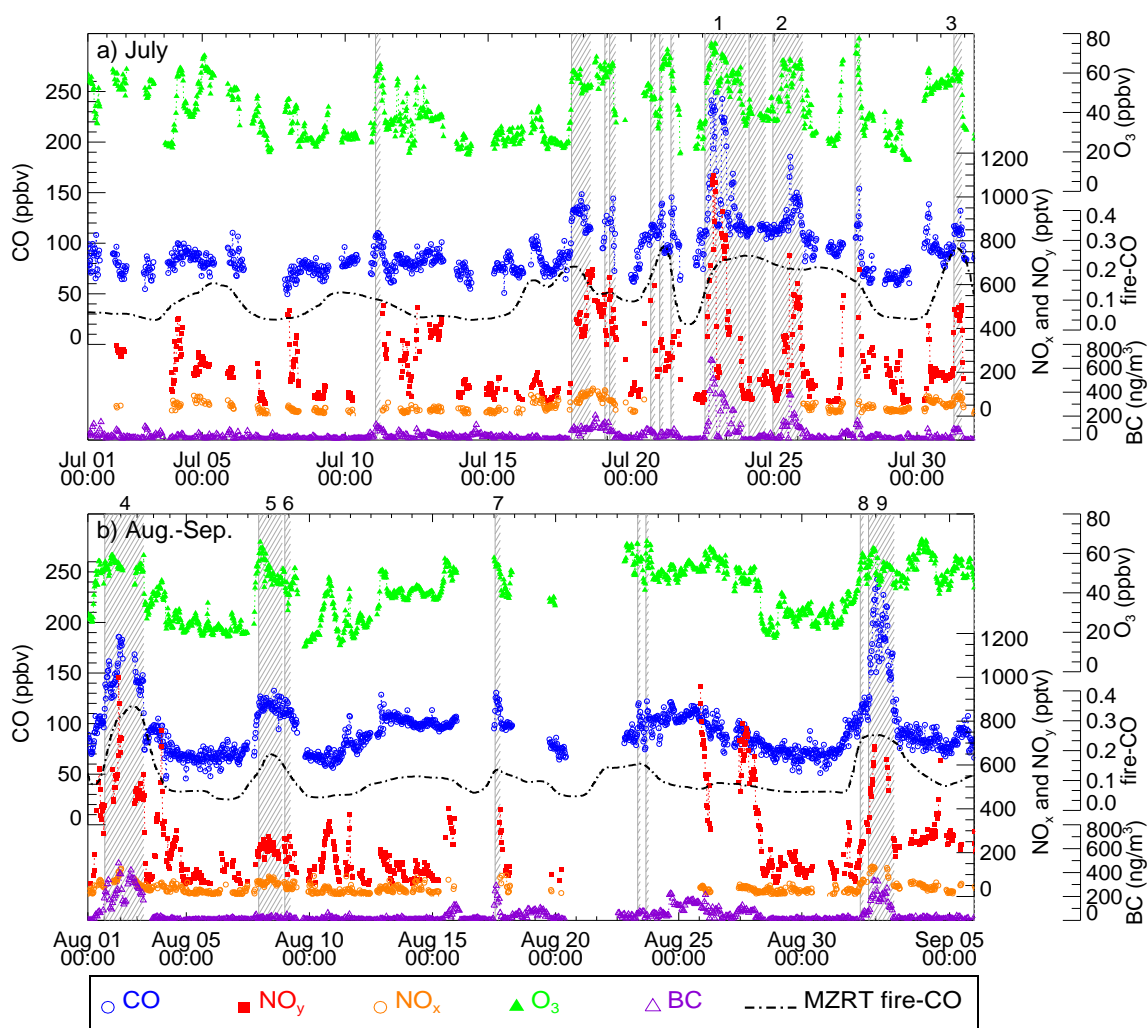 1 2 3
a) July
250
200
150
100
50
0
CO (ppbv)
1200
1000
800
600
400
200
0
NOx and NOy (pptv)
80
60
40
20
0
O3 (ppbv)
0.4
0.3
0.2
0.1
0.0
fire-CO
800
600
400
200
0
BC (ng/m3)
Jul 01 Jul 05 Jul 10 Jul 15 Jul 20 Jul 25 Jul 30
00:00 00:00 00:00 00:00 00:00 00:00 00:00
4 5 6 7 8 9
b) Aug.-Sep.
250
200
150
100
50
0
CO (ppbv)
1200
1000
800
600
400
200
0
NOx and NOy (pptv)
80
60
40
20
0
O3 (ppbv)
0.4
0.3
0.2
0.1
0.0
fire-CO
800
600
400
200
0
BC (ng/m3)
Aug 01 Aug 05 Aug 10 Aug 15 Aug 20 Aug 25 Aug 30 Sep 05
00:00 00:00 00:00 00:00 00:00 00:00 00:00 00:00
CO NOy NOx O3 BC MZRT fire-CO